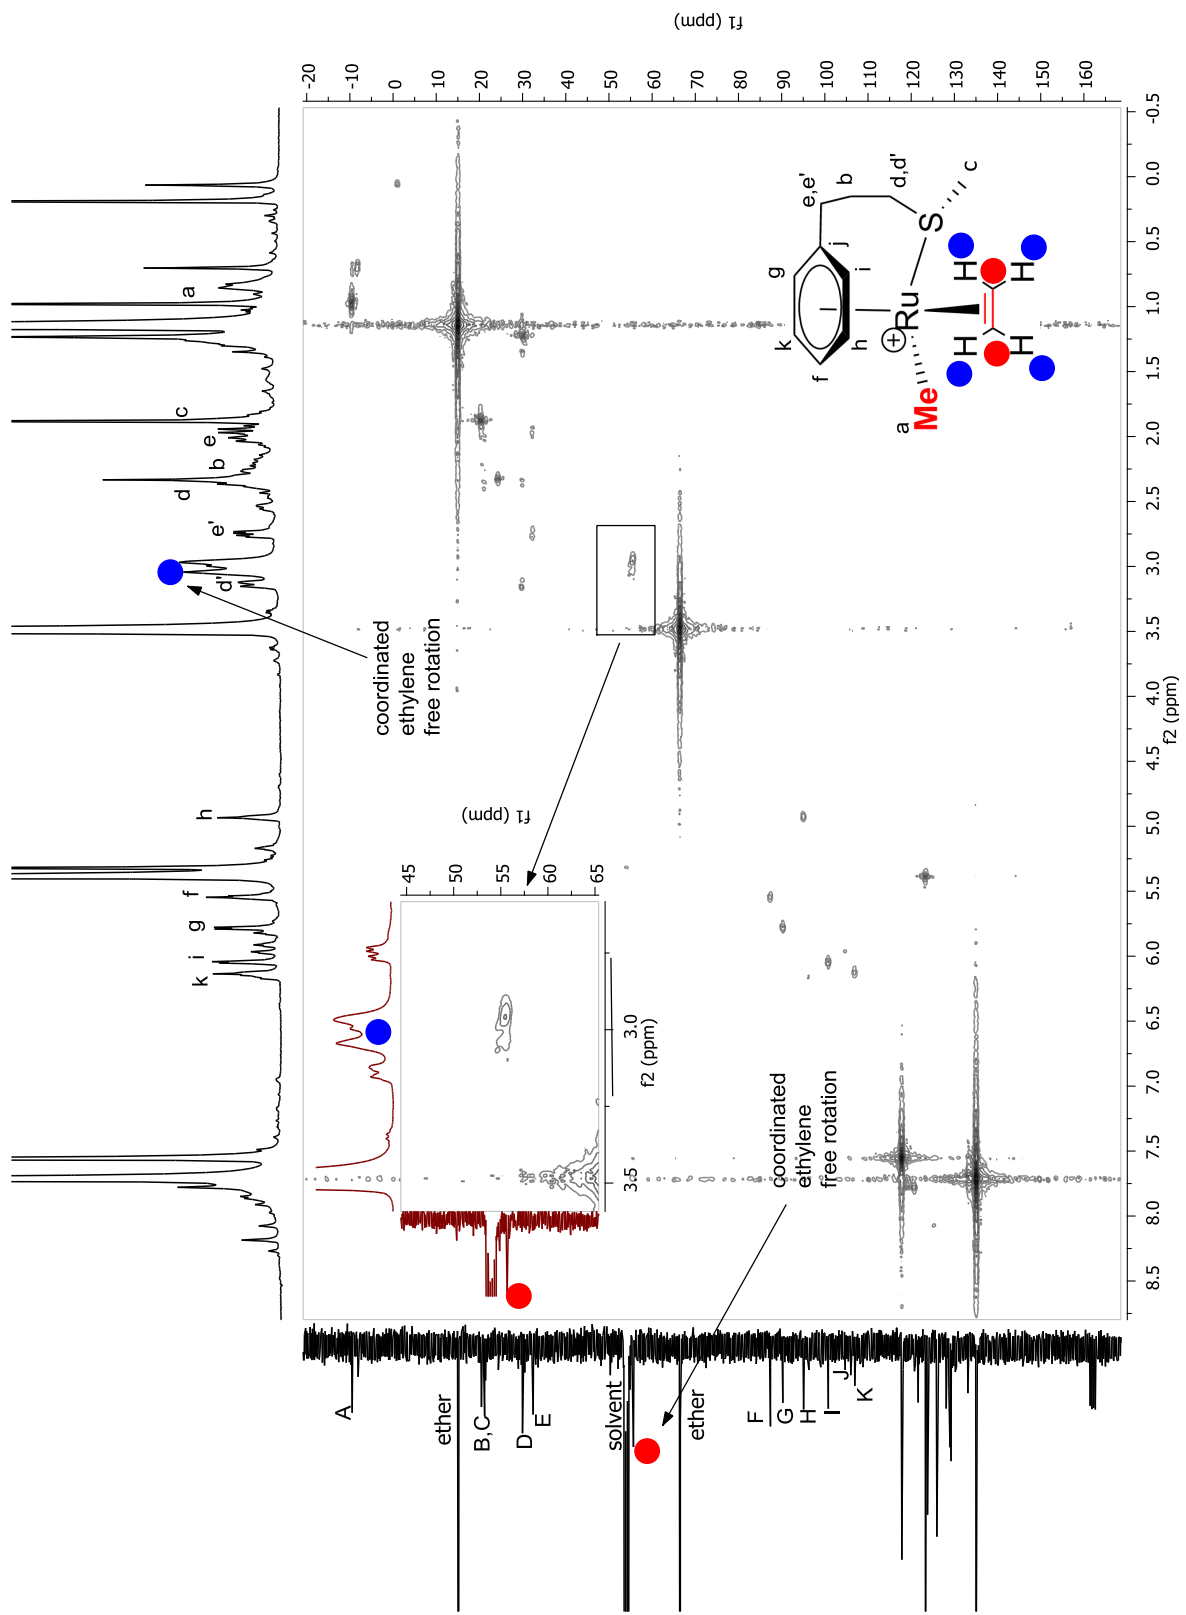 f1 (ppm)
-20
-10
0
10
20
30
40
50
60
70
80
90
100
110
120
130
140
150
160
k
i
g
f
h
d'
e'
d
b
e
c
a
coordinated
ethylene
free rotation
f1 (ppm)
45
50
55
60
65
3.5
3.0
f2 (ppm)
e,e'
b
d,d'
c
j
g
i
k
h
f
S
Ru
+
a
Me
H
H
H
H
coordinated
ethylene
free rotation
8.5
8.0
7.5
7.0
6.5
6.0
5.5
5.0
4.5
4.0
3.5
3.0
2.5
2.0
1.5
1.0
0.5
0.0
-0.5
f2 (ppm)
A
ether
B,C
D
E
solvent
ether
F
G
H
I
J
K